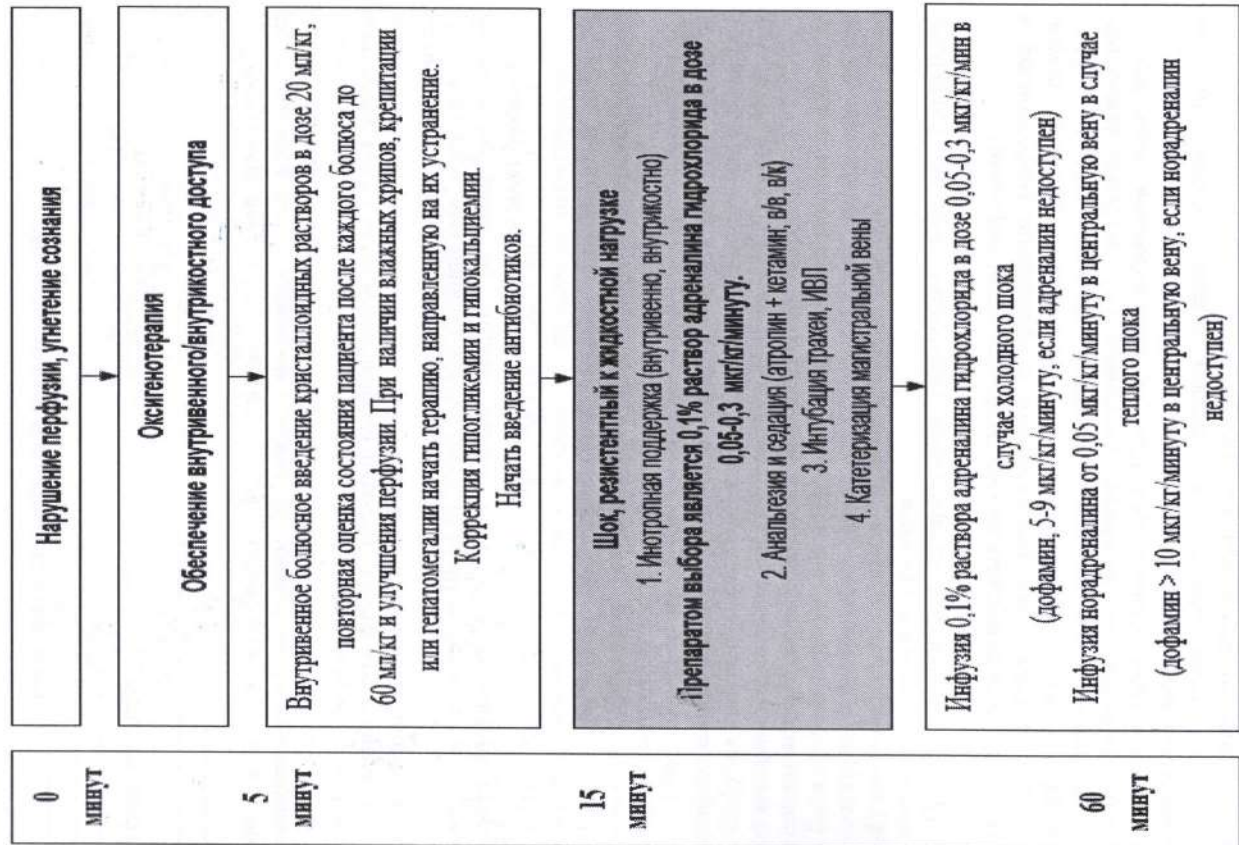 0
минут
5
минут
15
минут
60
минут
Нарушение перфузии, угнетение сознания
Оксигенотерапия
Обеспечение внутривенного/внутрикостного доступа
Внутривенное болюсное введение кристаллоидных растворов в дозе 20 мл/кг,
повторная оценка состояния пациента после каждого болюса до
60 мл/кг и улучшения перфузии. При наличии влажных хрипов, крепитации
или гепатомегалии начать терапию, направленную на их устранение.
Коррекция гипогликемии и гипокальциемии.
Начать введение антибиотиков.
Шок, резистентный к жидкостной нагрузке
1. Инотропная поддержка (внутривенно, внутрикостно)
Препаратом выбора является 0,1% раствор адреналина гидрохлорида в дозе
0,05-0,3 мкг/кг/минуту.
2. Анальгезия и седация (атропин + кетамин; в/в, в/к)
3. Интубация трахеи, ИВЛ
4. Катетеризация магистральной вены
Инфузия 0,1% раствора адреналина гидрохлорида в дозе 0,05-0,3 мкг/кг/мин в
случае холодного шока
(дофамин, 5-9 мкг/кг/минуту, если адреналин недоступен)
Инфузия норадреналина от 0,05 мкг/кг/минуту в центральную вену в случае
теплого шока
(дофамин > 10 мкг/кг/минуту в центральную вену, если норадреналин
недоступен)